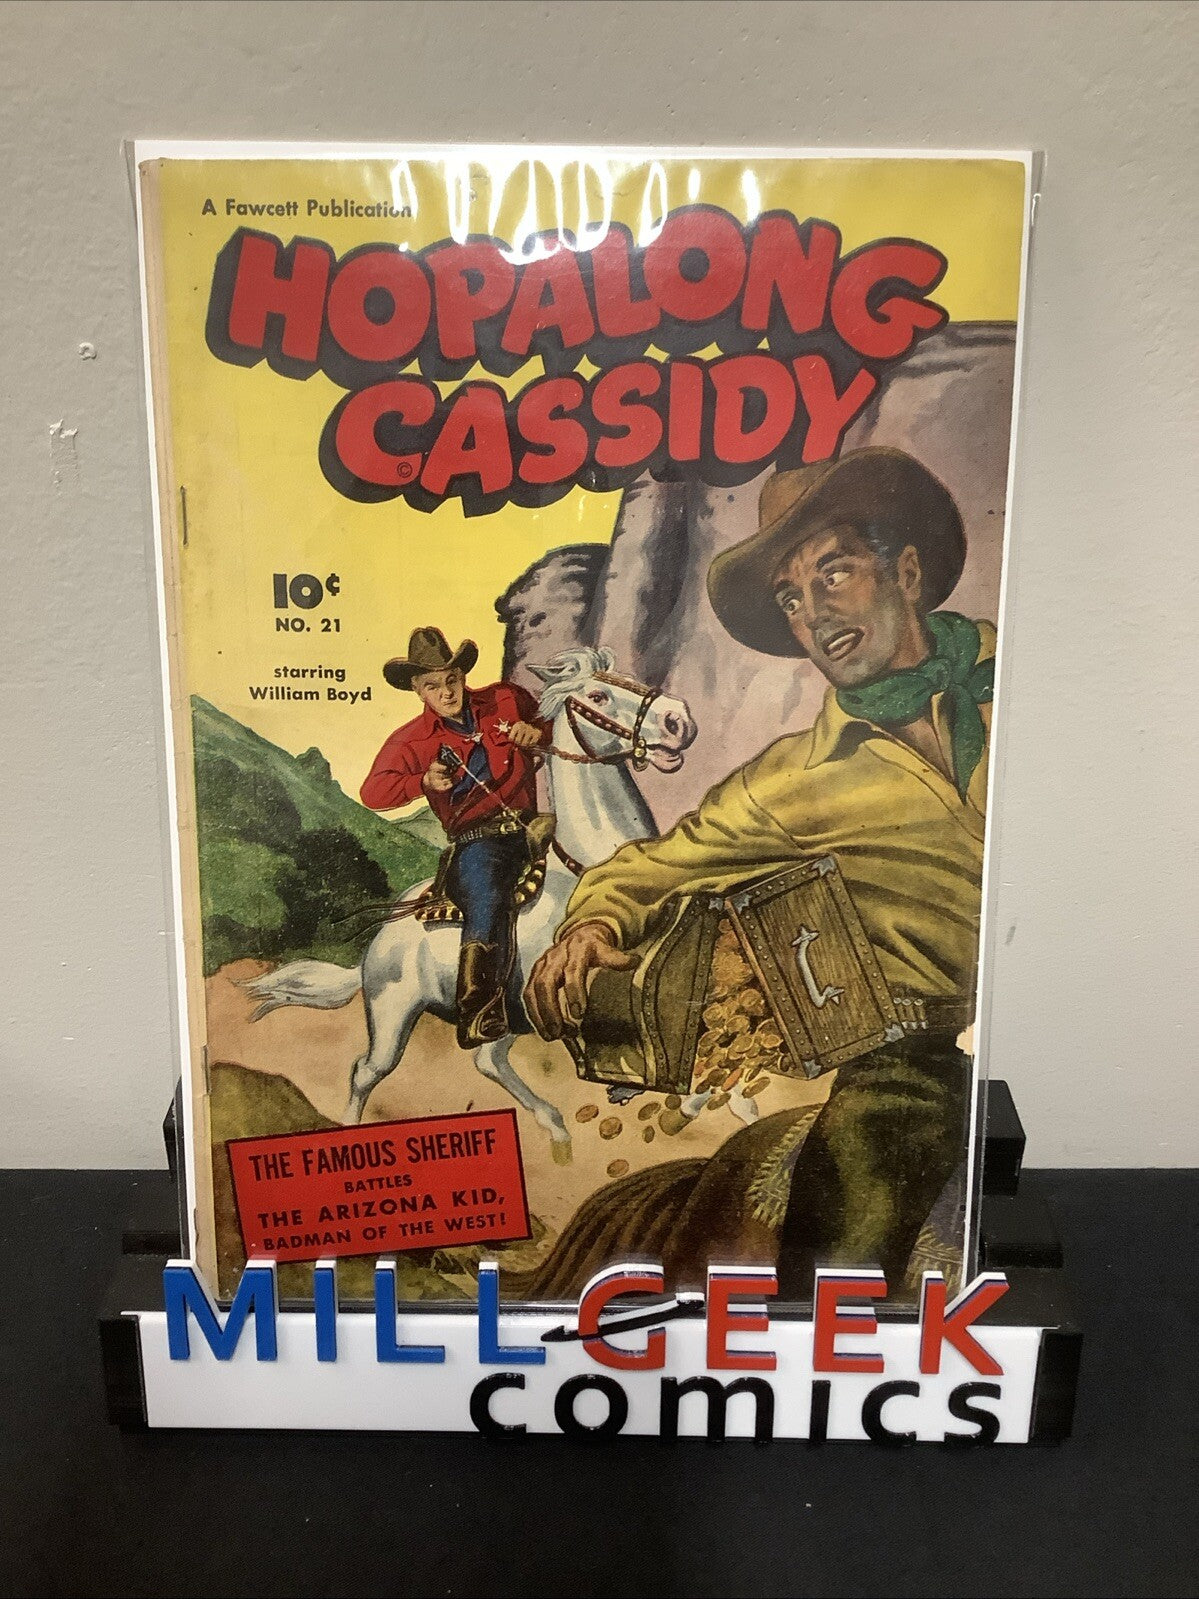 A Fawcett Publication
HOPALONG
CASSIDY
©
10¢
NO. 21
starring
William Boyd
THE FAMOUS SHERIFF
BATTLES
THE ARIZONA KID,
BADMAN OF THE WEST!
MILLGEEK
comics